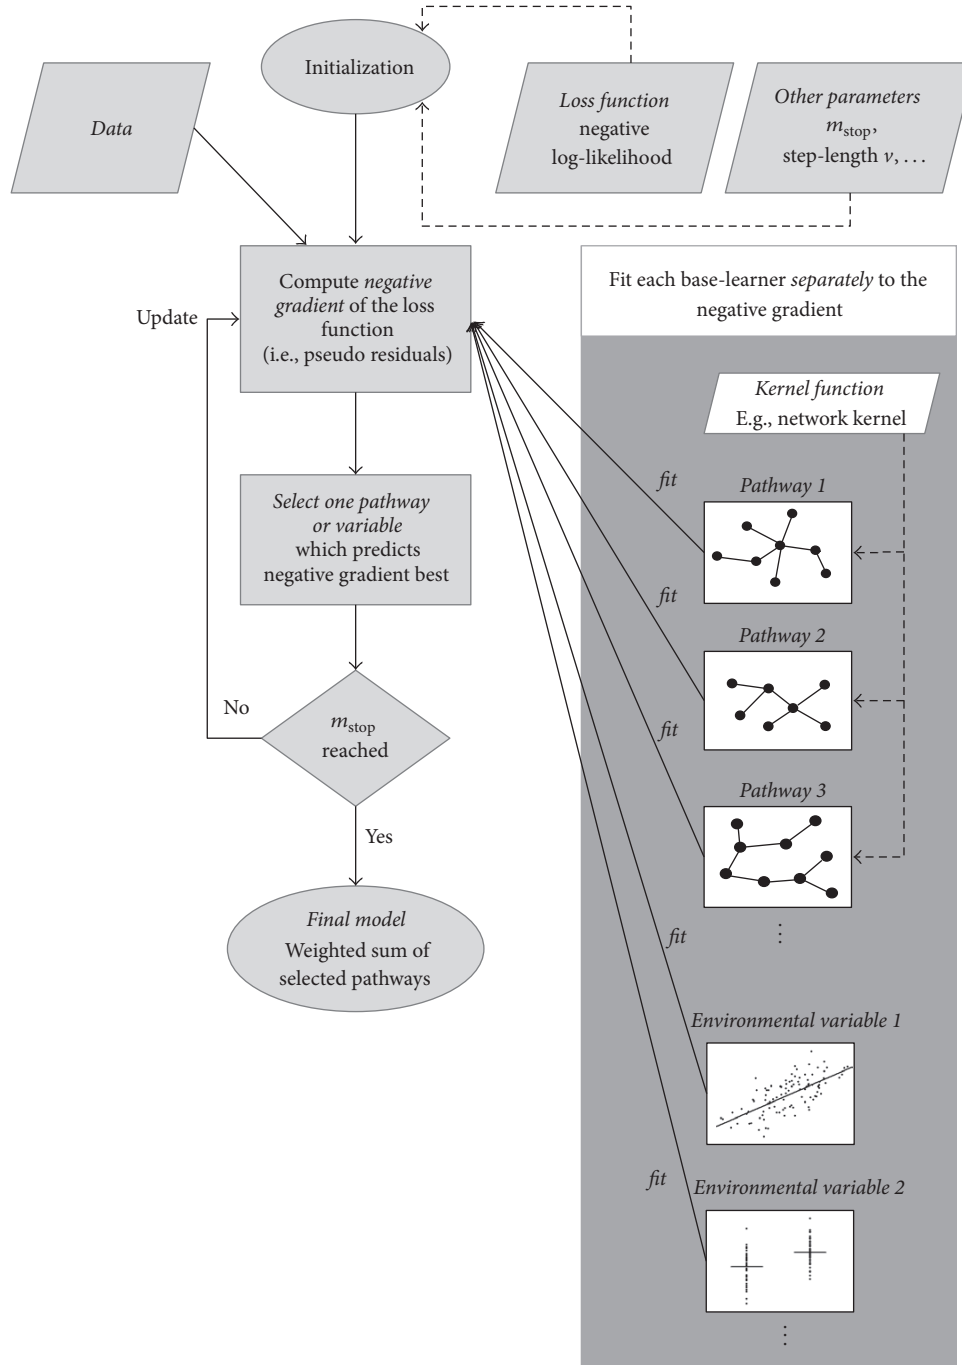 Initialization
Data
Loss function
negative
log-likelihood
Other parameters
m_stop,
step-length ν, . . .
Compute negative
gradient of the loss
function
(i.e., pseudo residuals)
Update
Fit each base-learner separately to the
negative gradient
Kernel function
E.g., network kernel
Select one pathway
or variable
which predicts
negative gradient best
fit
Pathway 1
fit
Pathway 2
No
m_stop
reached
fit
Pathway 3
Yes
Final model
Weighted sum of
selected pathways
⋮
fit
Environmental variable 1
fit
Environmental variable 2
⋮